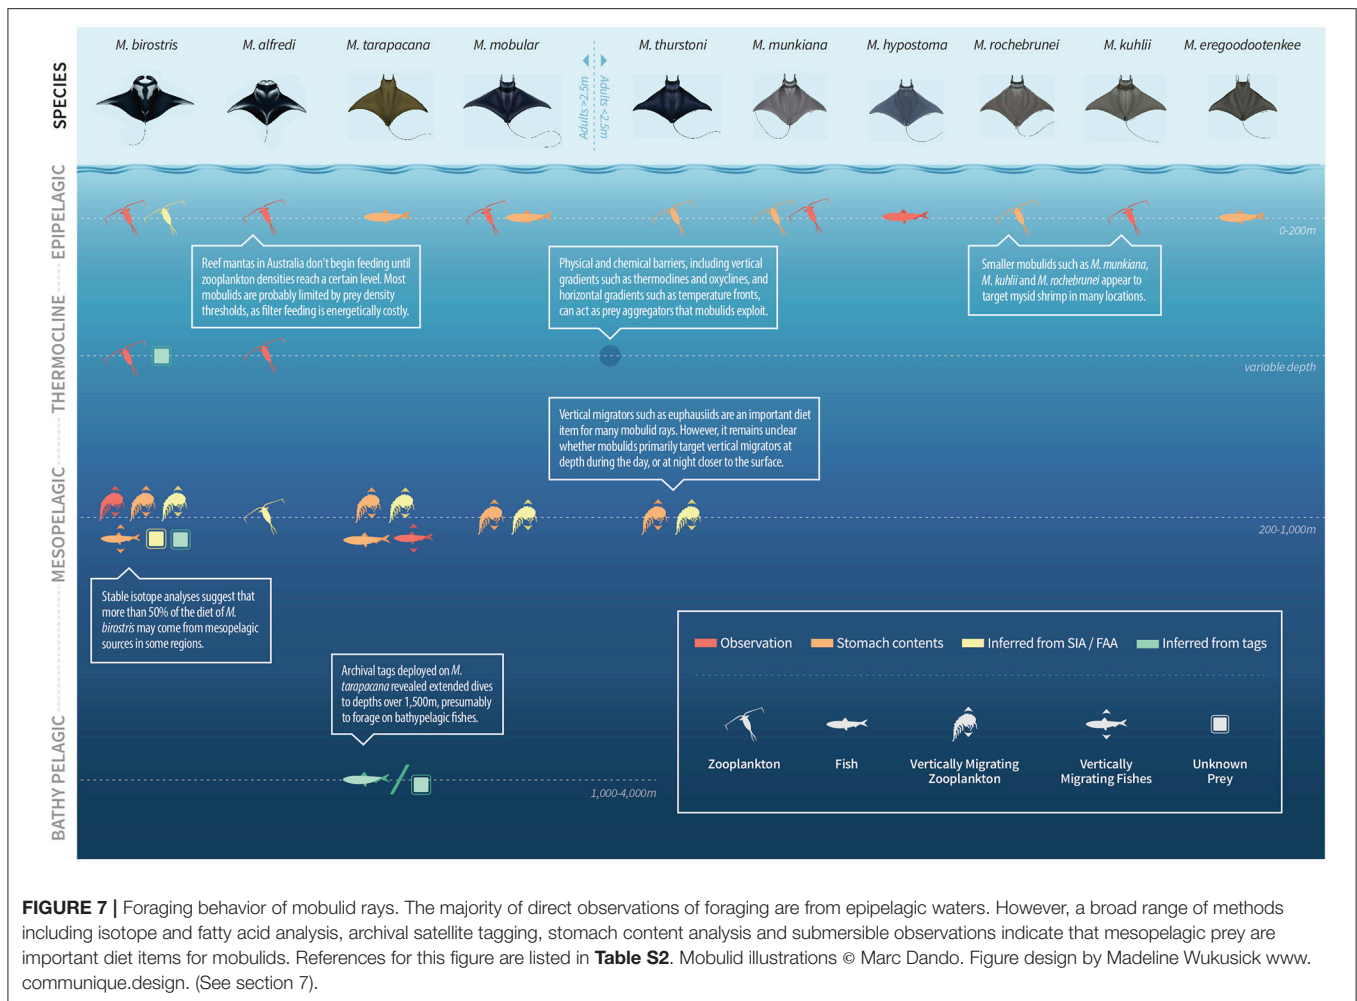 M. birostris
M. alfredi
M. tarapacana
M. mobular
Adults >2.5m
Adults <2.5m
M. thurstoni
M. munkiana
M. hypostoma
M. rochebrunei
M. kuhlii
M. eregoodootenkee
SPECIES
EPIPELAGIC
0-200m
Reef mantas in Australia don't begin feeding until
zooplankton densities reach a certain level. Most
mobulids are probably limited by prey density
thresholds, as filter feeding is energetically costly.
Physical and chemical barriers, including vertical
gradients such as thermoclines and oxyclines, and
horizontal gradients such as temperature fronts,
can act as prey aggregators that mobulids exploit.
Smaller mobulids such as M. munkiana,
M. kuhlii and M. rochebrunei appear to
target mysid shrimp in many locations.
THERMOCLINE
variable depth
Vertical migrators such as euphausiids are an important diet
item for many mobulid rays. However, it remains unclear
whether mobulids primarily target vertical migrators at
depth during the day, or at night closer to the surface.
MESOPELAGIC
200-1,000m
Stable isotope analyses suggest that
more than 50% of the diet of M.
birostris may come from mesopelagic
sources in some regions.
Archival tags deployed on M.
tarapacana revealed extended dives
to depths over 1,500m, presumably
to forage on bathypelagic fishes.
BATHY PELAGIC
1,000-4,000m
Observation
Stomach contents
Inferred from SIA / FAA
Inferred from tags
Zooplankton
Fish
Vertically Migrating
Zooplankton
Vertically
Migrating Fishes
Unknown
Prey
FIGURE 7 | Foraging behavior of mobulid rays. The majority of direct observations of foraging are from epipelagic waters. However, a broad range of methods
including isotope and fatty acid analysis, archival satellite tagging, stomach content analysis and submersible observations indicate that mesopelagic prey are
important diet items for mobulids. References for this figure are listed in Table S2. Mobulid illustrations © Marc Dando. Figure design by Madeline Wukusick www.
communique.design. (See section 7).